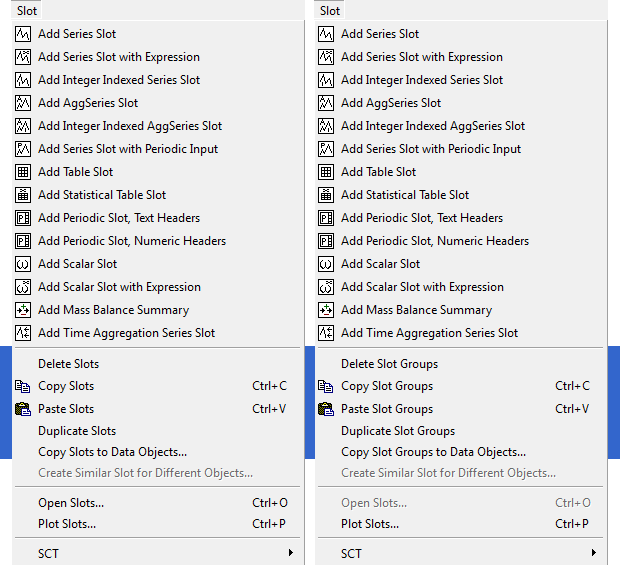 Slot
Add Series Slot
Add Series Slot with Expression
Add Integer Indexed Series Slot
Add AggSeries Slot
Add Integer Indexed AggSeries Slot
Add Series Slot with Periodic Input
Add Table Slot
Add Statistical Table Slot
Add Periodic Slot, Text Headers
Add Periodic Slot, Numeric Headers
Add Scalar Slot
Add Scalar Slot with Expression
Add Mass Balance Summary
Add Time Aggregation Series Slot
Delete Slots
Copy Slots Ctrl+C
Paste Slots Ctrl+V
Duplicate Slots
Copy Slots to Data Objects...
Create Similar Slot for Different Objects...
Open Slots... Ctrl+O
Plot Slots... Ctrl+P
SCT
Slot
Add Series Slot
Add Series Slot with Expression
Add Integer Indexed Series Slot
Add AggSeries Slot
Add Integer Indexed AggSeries Slot
Add Series Slot with Periodic Input
Add Table Slot
Add Statistical Table Slot
Add Periodic Slot, Text Headers
Add Periodic Slot, Numeric Headers
Add Scalar Slot
Add Scalar Slot with Expression
Add Mass Balance Summary
Add Time Aggregation Series Slot
Delete Slot Groups
Copy Slot Groups Ctrl+C
Paste Slot Groups Ctrl+V
Duplicate Slot Groups
Copy Slot Groups to Data Objects...
Create Similar Slot for Different Objects...
Open Slots... Ctrl+O
Plot Slots... Ctrl+P
SCT